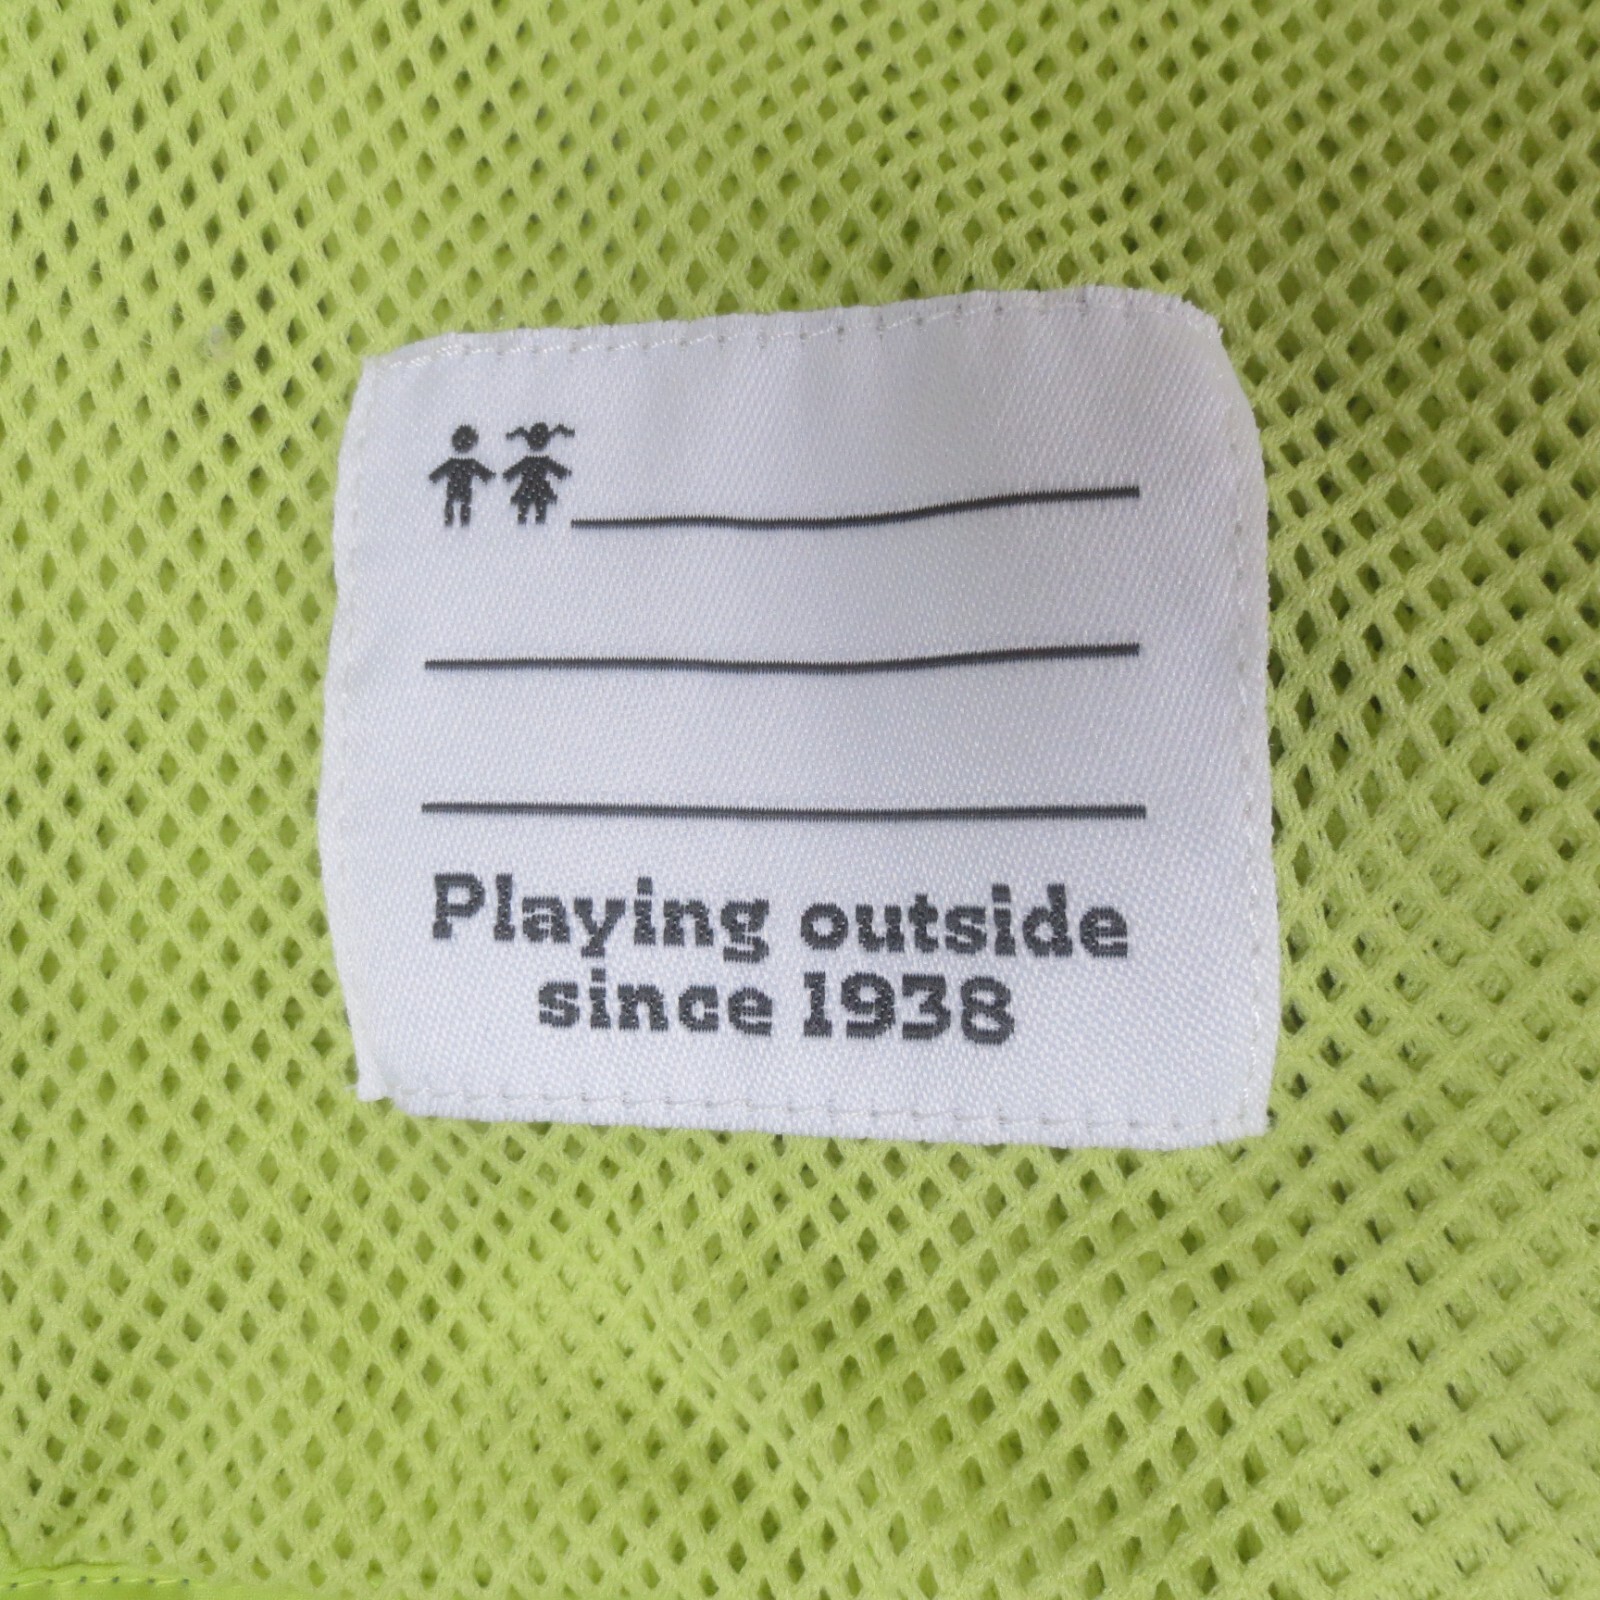 Playing outside
since 1938